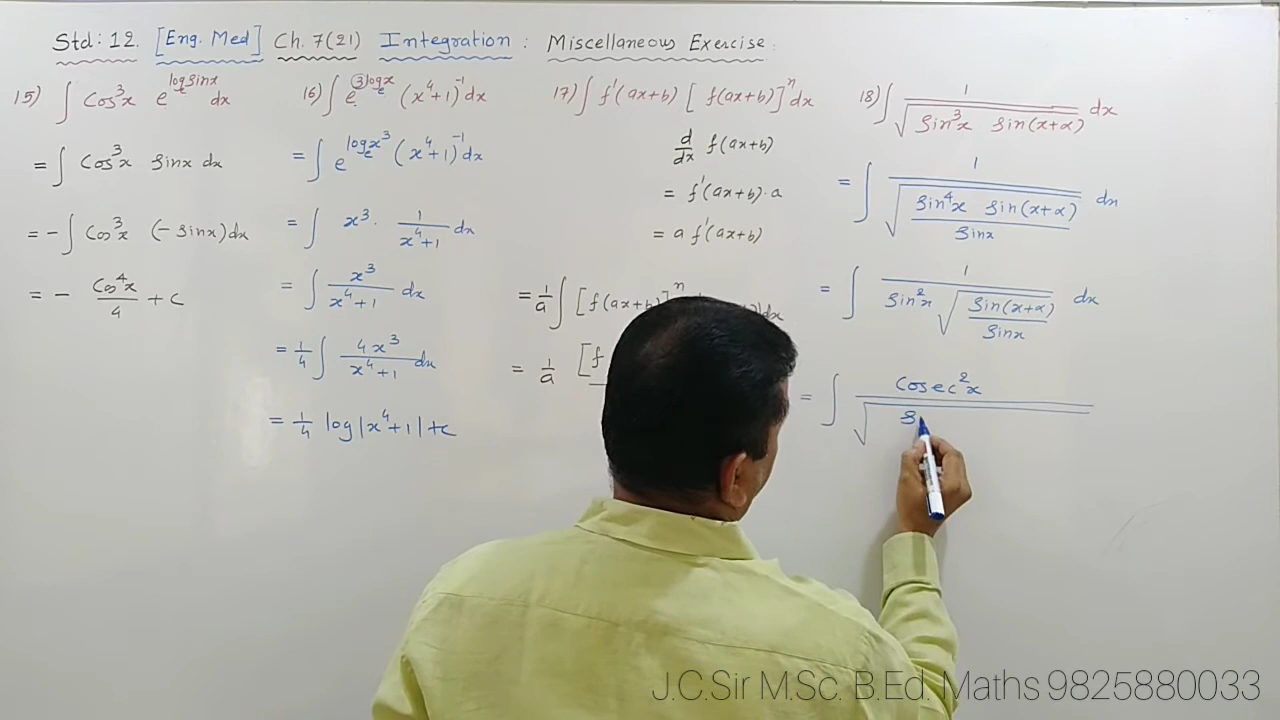 Std: 12. [Eng. Med] Ch. 7(21) Integration : Miscellaneous Exercise.
15) ∫ Cos³x e^(logₑ sinx) dx
= ∫ Cos³x sinx dx
= - ∫ Cos³x (- sinx) dx
= - Cos⁴x/4 + c
16) ∫ e^(3 logₑ x) (x⁴+1)⁻¹ dx
= ∫ e^(logₑ x³) (x⁴+1)⁻¹ dx
= ∫ x³ · 1/(x⁴+1) dx
= ∫ x³/(x⁴+1) dx
= 1/4 ∫ 4x³/(x⁴+1) dx
= 1/4 log|x⁴+1| + c
17) ∫ f'(ax+b) [f(ax+b)]ⁿ dx
d/dx f(ax+b)
= f'(ax+b)·a
= a f'(ax+b)
= 1/a ∫ [f(ax+b)]ⁿ dx
= 1/a [f
18) ∫ 1/√(sin³x sin(x+α)) dx
= ∫ 1/√(sin⁴x sin(x+α)/sinx) dx
= ∫ 1/(sin²x √(sin(x+α)/sinx)) dx
= ∫ Cosec²x/√(s
J.C.Sir M.Sc. B.Ed. Maths 9825880033